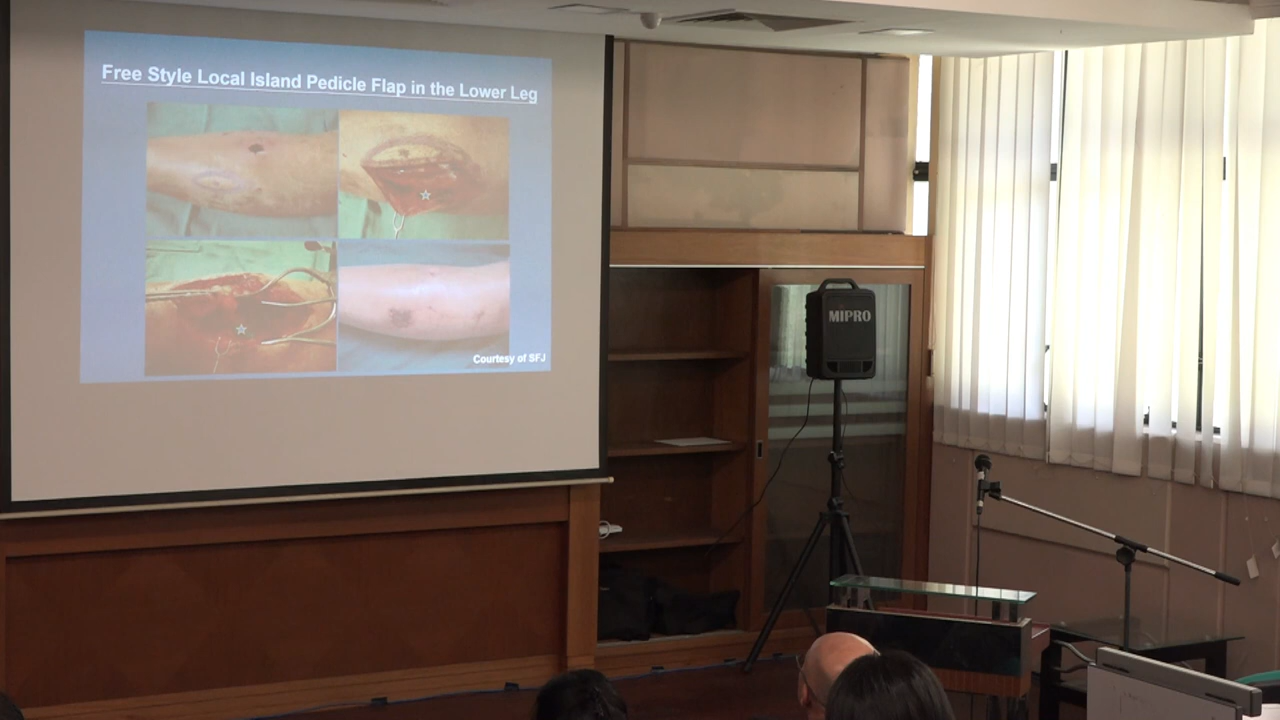 Free Style Local Island Pedicle Flap in the Lower Leg
Courtesy of SFJ
MIPRO